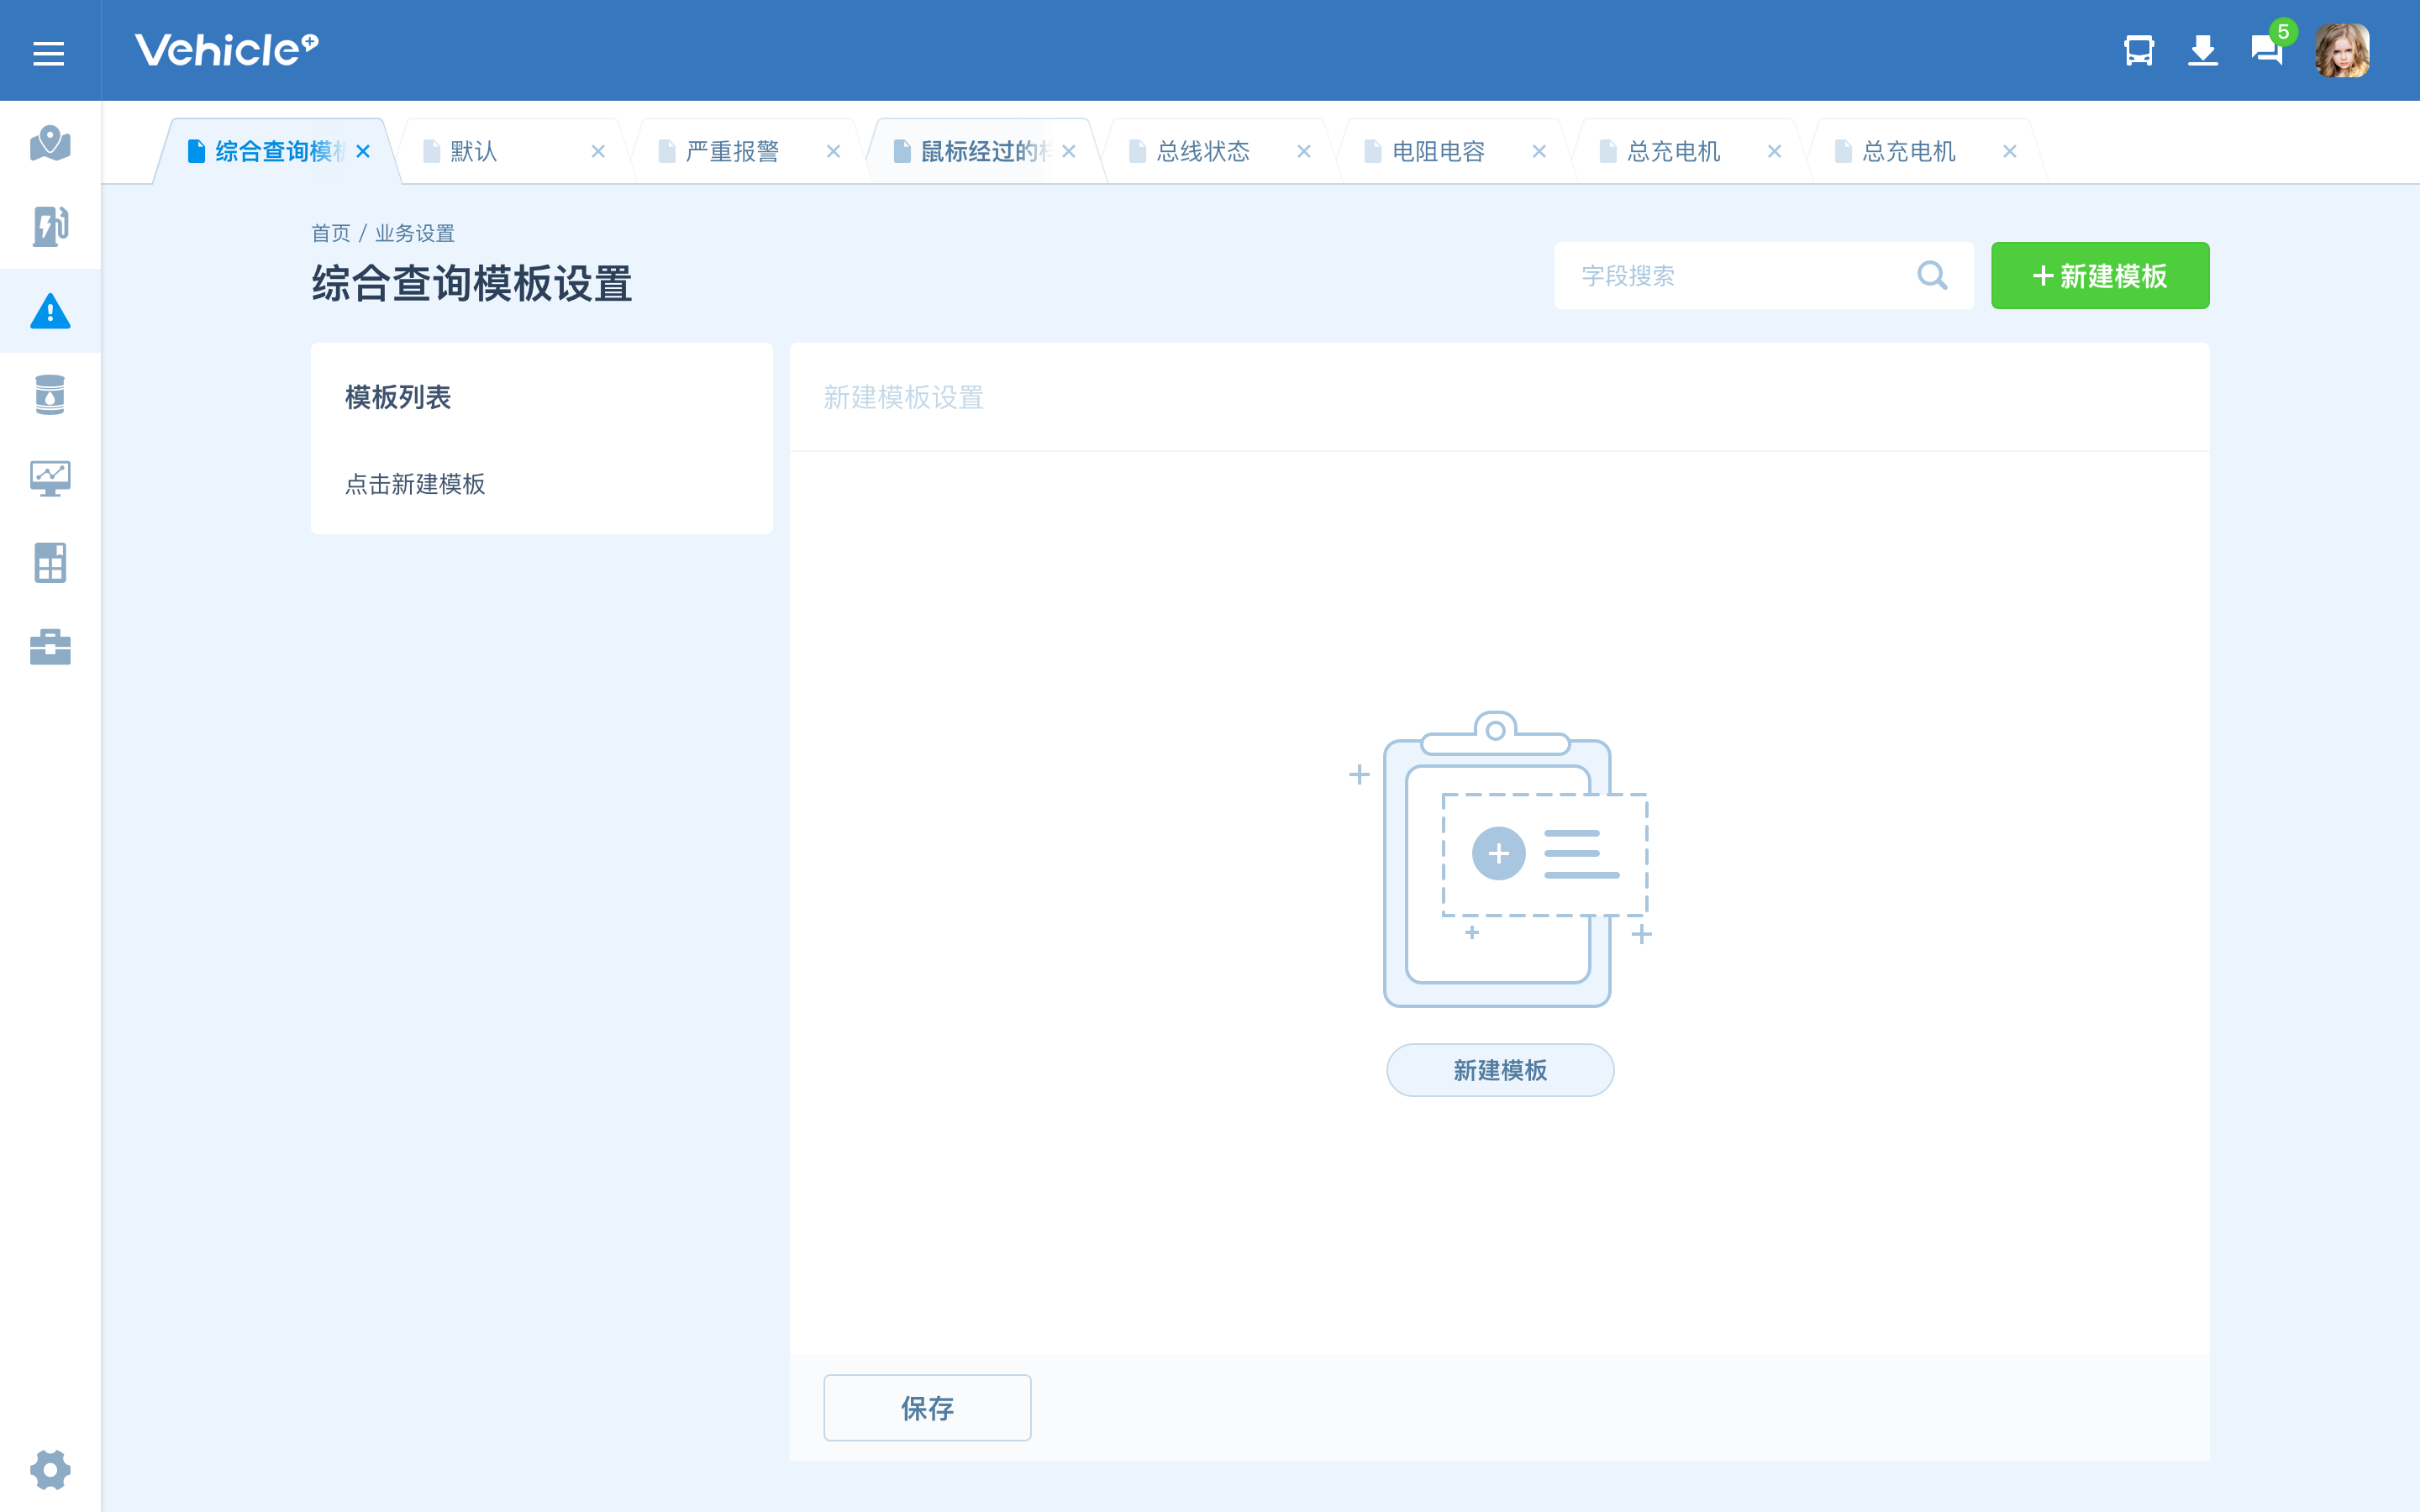 Vehicle
5
综合查询模
默认
严重报警
鼠标经过的
总线状态
电阻电容
总充电机
总充电机
首页 / 业务设置
综合查询模板设置
字段搜索
+ 新建模板
模板列表
点击新建模板
新建模板设置
新建模板
保存